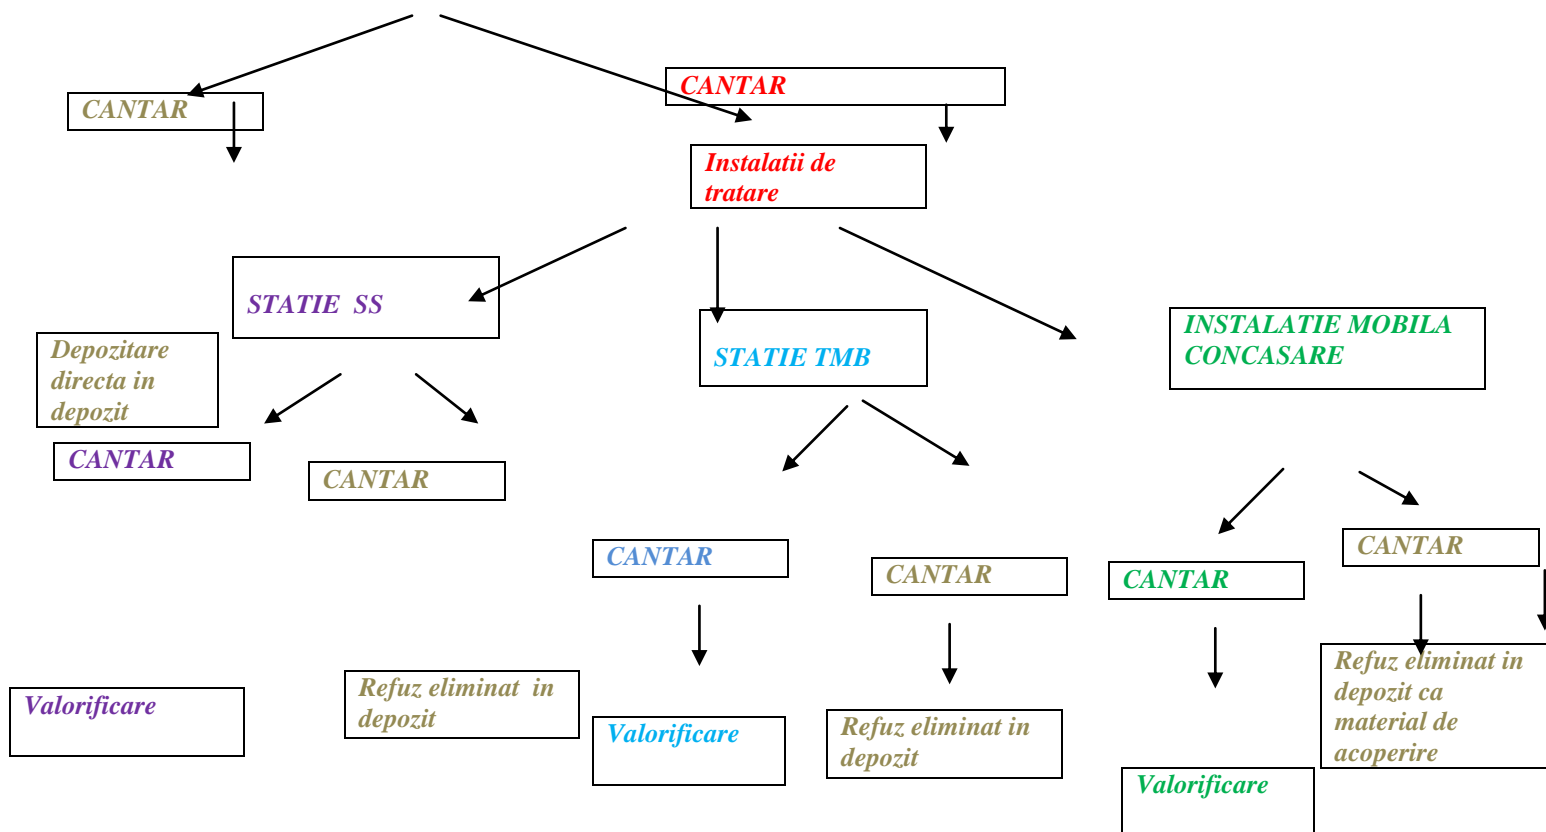 CANTAR
CANTAR
Instalatii de
tratare
STATIE  SS
STATIE TMB
INSTALATIE MOBILA
CONCASARE
Depozitare
directa in
depozit
CANTAR
CANTAR
CANTAR
CANTAR
CANTAR
CANTAR
Valorificare
Refuz eliminat  in
depozit
Valorificare
Refuz eliminat in
depozit
Valorificare
Refuz eliminat in
depozit ca
material de
acoperire